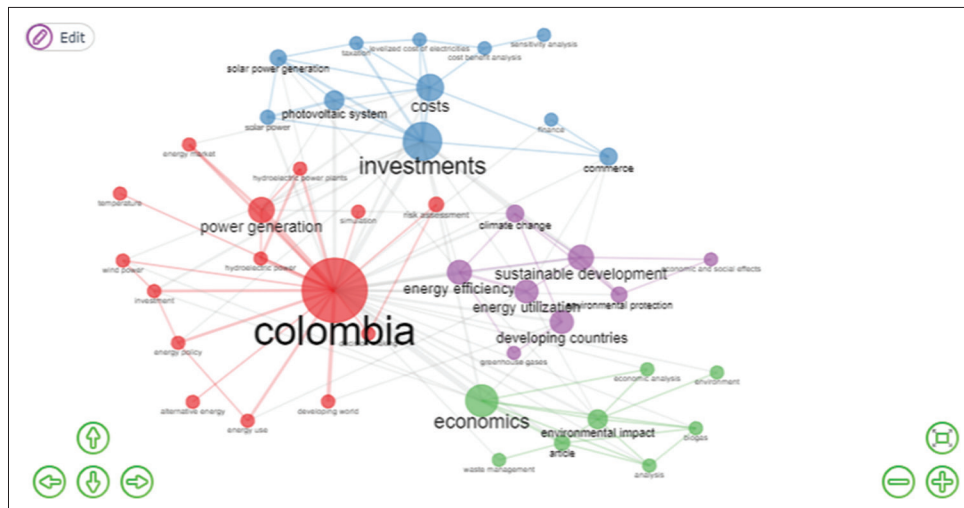 Edit
sensitivity analysis
taxation
levelized cost of electricities
cost benefit analysis
solar power generation
costs
photovoltaic system
solar power
finance
investments
commerce
energy market
hydroelectric power plants
temperature
simulation
risk assessment
power generation
climate change
wind power
hydroelectric power
sustainable development
economic and social effects
investment
energy efficiency
energy utilization
environmental protection
colombia
developing countries
energy policy
greenhouse gases
economic analysis
environment
alternative energy
developing world
energy use
economics
environmental impact
biogas
article
waste management
analysis